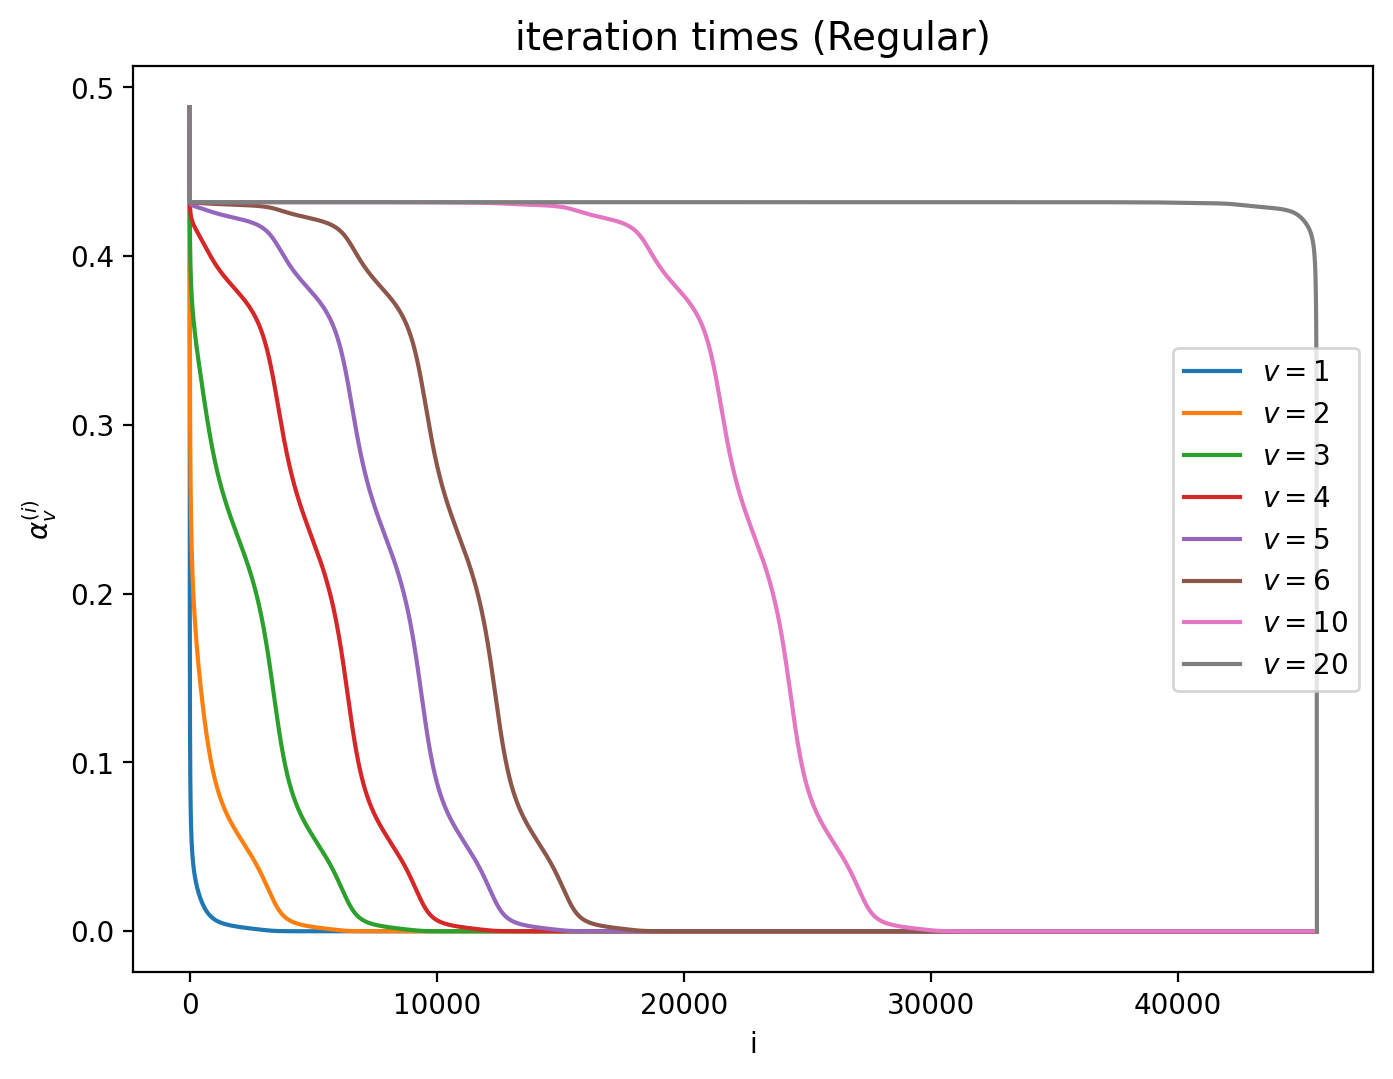 iteration times (Regular)
0.5
0.4
0.3
0.2
0.1
0.0
α_v^(i)
v = 1
v = 2
v = 3
v = 4
v = 5
v = 6
v = 10
v = 20
0 10000 20000 30000 40000
i